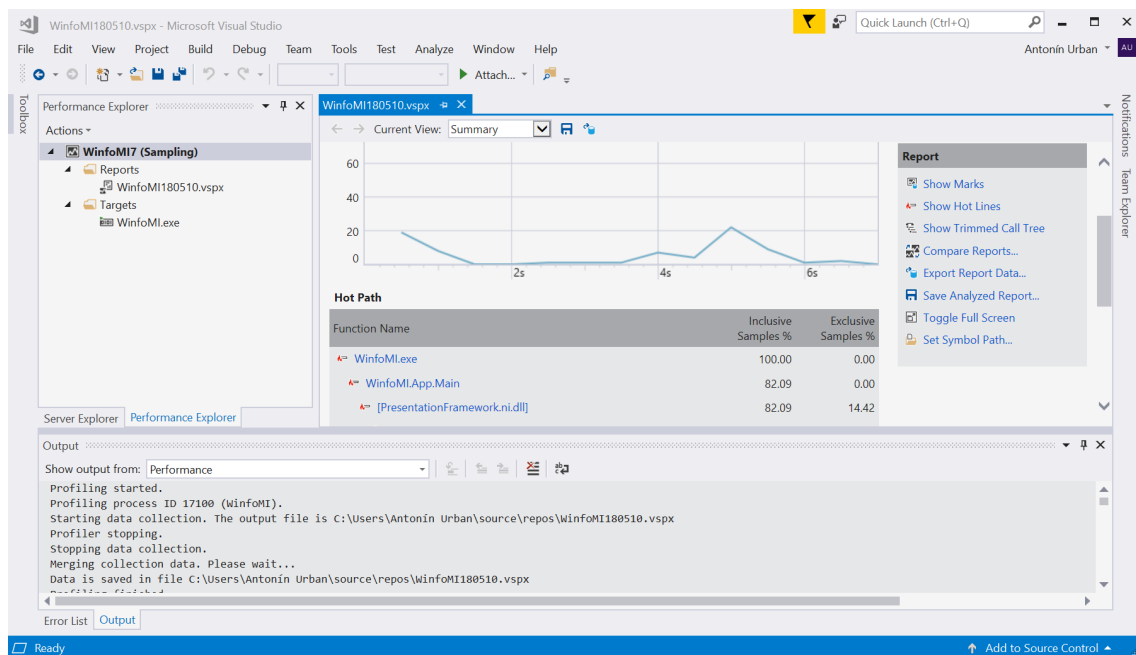 WinfoMI180510.vspx - Microsoft Visual Studio
Quick Launch (Ctrl+Q)
File Edit View Project Build Debug Team Tools Test Analyze Window Help
Antonín Urban AU
Attach...
Toolbox
Performance Explorer
Actions
WinfoMI7 (Sampling)
Reports
WinfoMI180510.vspx
Targets
WinfoMI.exe
Server Explorer Performance Explorer
WinfoMI180510.vspx
Current View: Summary
60
40
20
0
2s 4s 6s
Hot Path
Function Name Inclusive Samples % Exclusive Samples %
WinfoMI.exe 100.00 0.00
WinfoMI.App.Main 82.09 0.00
[PresentationFramework.ni.dll] 82.09 14.42
Report
Show Marks
Show Hot Lines
Show Trimmed Call Tree
Compare Reports...
Export Report Data...
Save Analyzed Report...
Toggle Full Screen
Set Symbol Path...
Notifications
Team Explorer
Output
Show output from: Performance
Profiling started.
Profiling process ID 17100 (WinfoMI).
Starting data collection. The output file is C:\Users\Antonín Urban\source\repos\WinfoMI180510.vspx
Profiler stopping.
Stopping data collection.
Merging collection data. Please wait...
Data is saved in file C:\Users\Antonín Urban\source\repos\WinfoMI180510.vspx
Profiling finished.
Error List Output
Ready
Add to Source Control